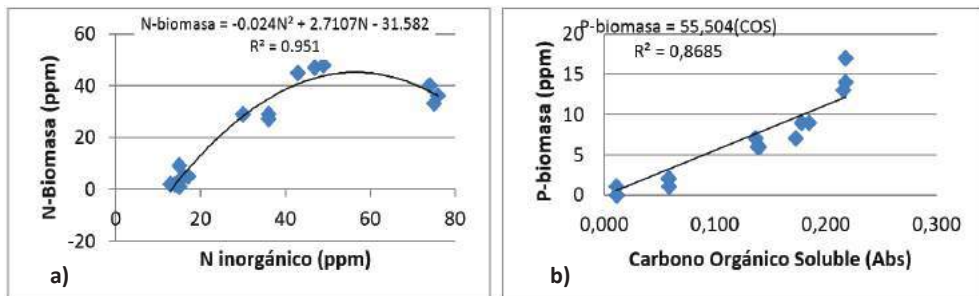 N-biomasa = -0.024N² + 2.7107N - 31.582
R² = 0.951
60
40
20
0
-20
0
20
40
60
80
N-Biomasa (ppm)
N inorgánico (ppm)
a)
P-biomasa = 55,504(COS)
R² = 0,8685
20
15
10
5
0
0,000
0,100
0,200
0,300
P-biomasa (ppm)
Carbono Orgánico Soluble (Abs)
b)